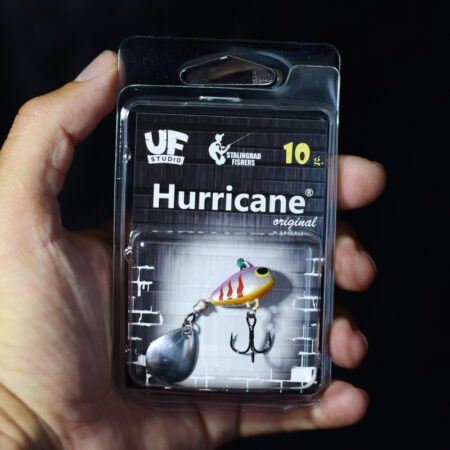 UF
STUDIO
STALINGRAD
FISHERS
10 g.
Hurricane®
original